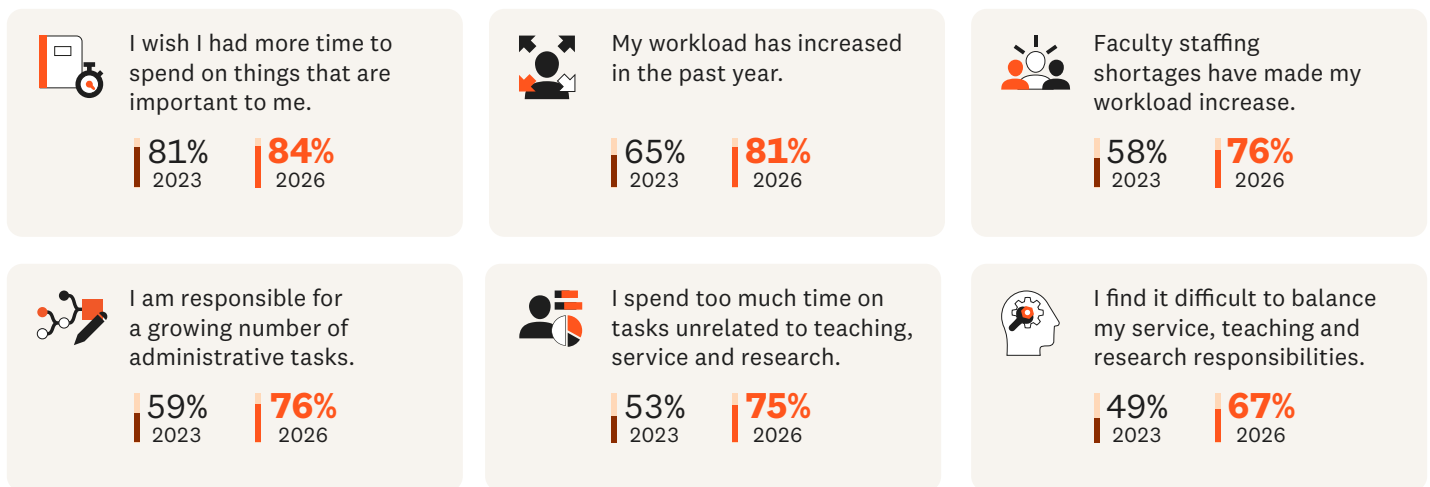 I wish I had more time to
spend on things that are
important to me.
81% 84%
2023 2026
My workload has increased
in the past year.
65% 81%
2023 2026
Faculty staffing
shortages have made my
workload increase.
58% 76%
2023 2026
I am responsible for
a growing number of
administrative tasks.
59% 76%
2023 2026
I spend too much time on
tasks unrelated to teaching,
service and research.
53% 75%
2023 2026
I find it difficult to balance
my service, teaching and
research responsibilities.
49% 67%
2023 2026